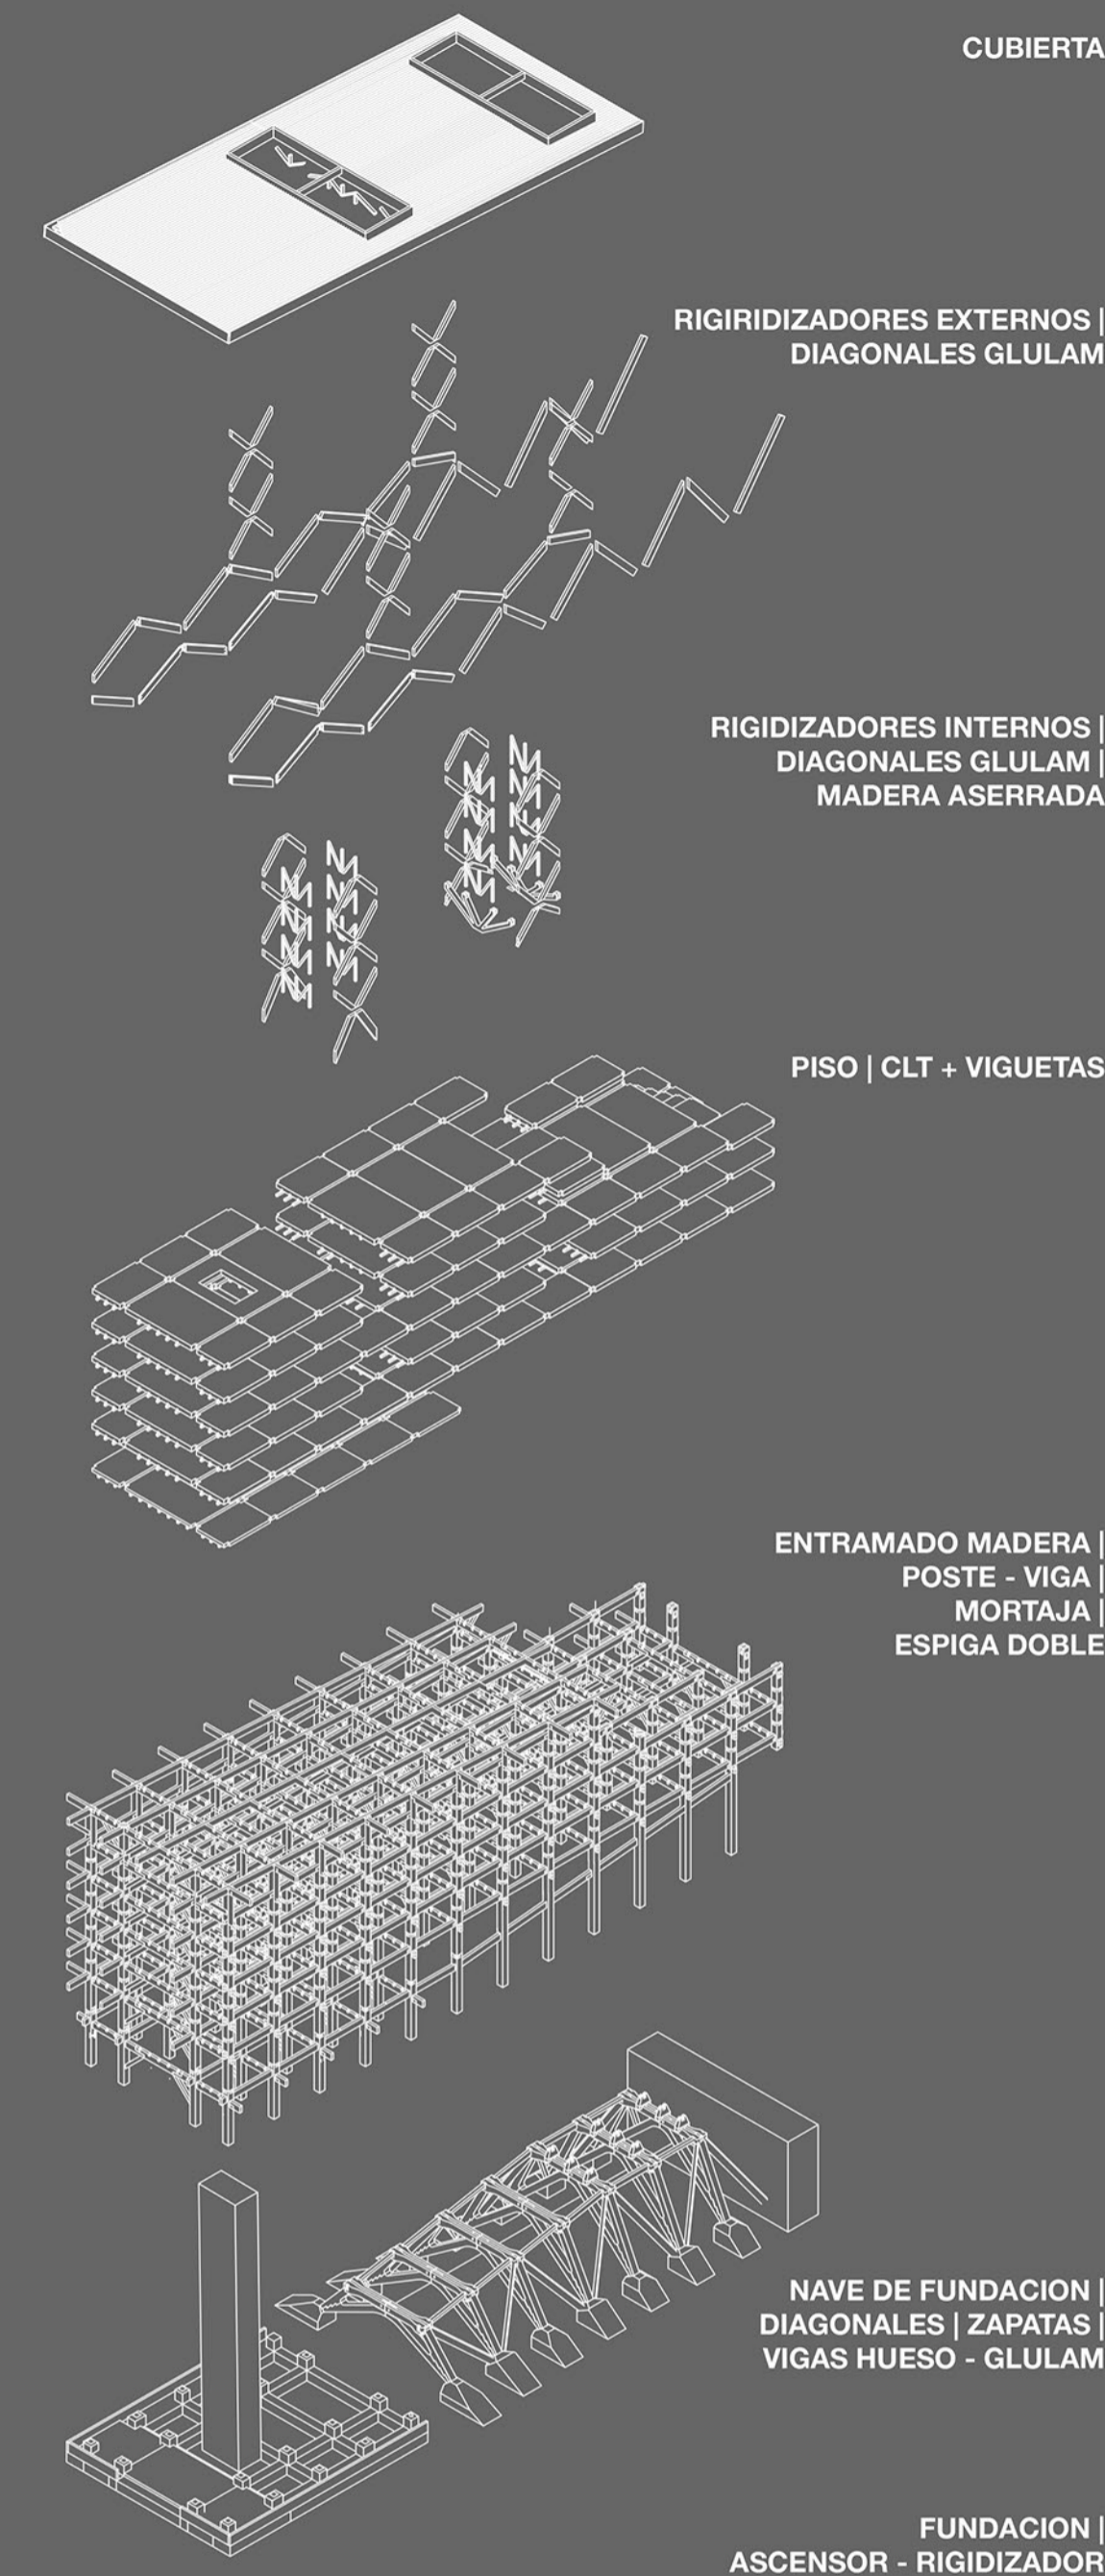 CUBIERTA
RIGIRIDIZADORES EXTERNOS |
DIAGONALES GLULAM
RIGIDIZADORES INTERNOS |
DIAGONALES GLULAM |
MADERA ASERRADA
PISO | CLT + VIGUETAS
ENTRAMADO MADERA |
POSTE - VIGA |
MORTAJA |
ESPIGA DOBLE
NAVE DE FUNDACION |
DIAGONALES | ZAPATAS |
VIGAS HUESO - GLULAM
FUNDACION |
ASCENSOR - RIGIDIZADOR